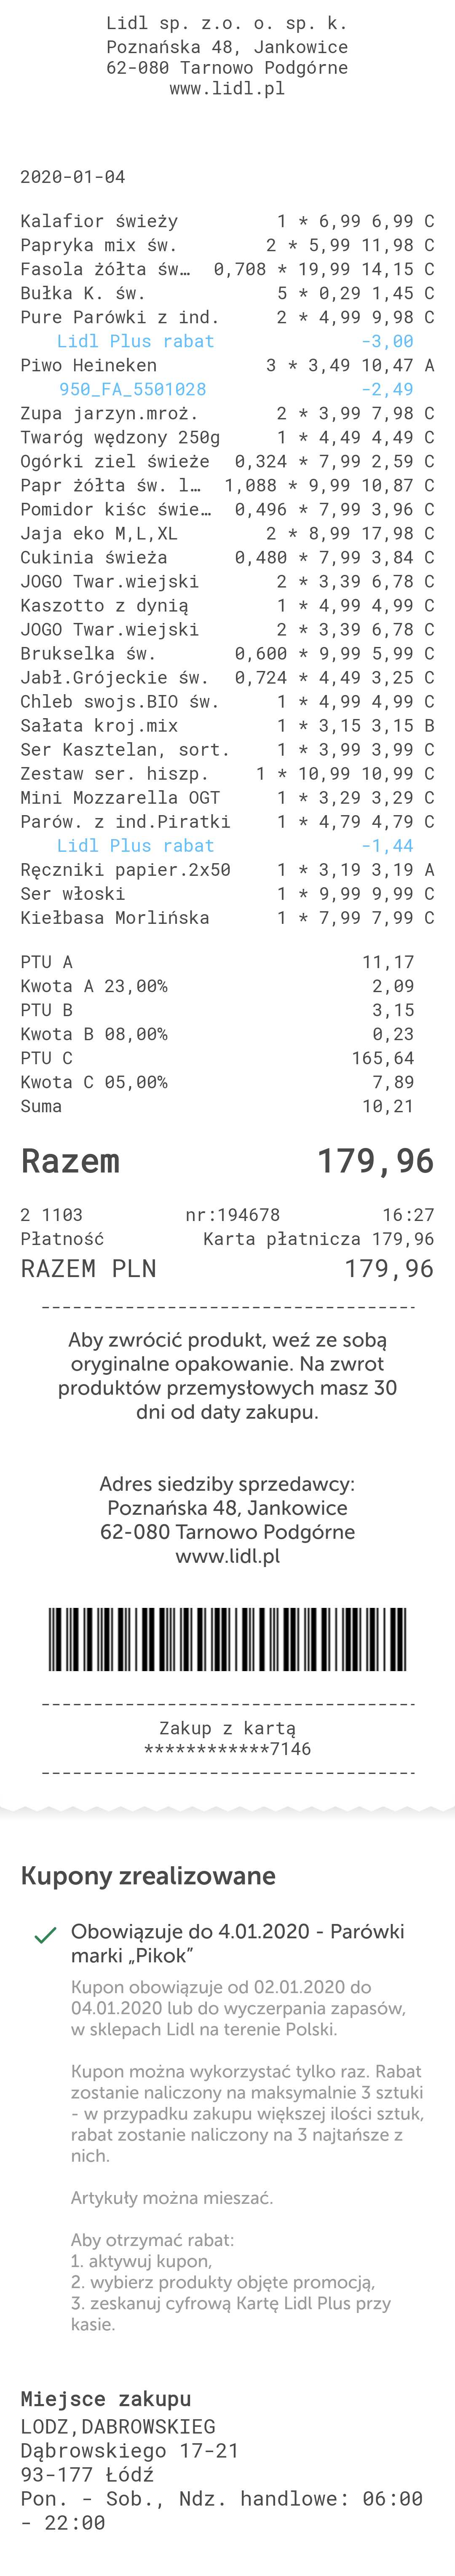 Lidl sp. z.o. o. sp. k.
Poznańska 48, Jankowice
62-080 Tarnowo Podgórne
www.lidl.pl
2020-01-04
Kalafior świeży 1 * 6,99 6,99 C
Papryka mix św. 2 * 5,99 11,98 C
Fasola żółta św… 0,708 * 19,99 14,15 C
Bułka K. św. 5 * 0,29 1,45 C
Pure Parówki z ind. 2 * 4,99 9,98 C
Lidl Plus rabat -3,00
Piwo Heineken 3 * 3,49 10,47 A
950_FA_5501028 -2,49
Zupa jarzyn.mroż. 2 * 3,99 7,98 C
Twaróg wędzony 250g 1 * 4,49 4,49 C
Ogórki ziel świeże 0,324 * 7,99 2,59 C
Papr żółta św. l… 1,088 * 9,99 10,87 C
Pomidor kiśc świe… 0,496 * 7,99 3,96 C
Jaja eko M,L,XL 2 * 8,99 17,98 C
Cukinia świeża 0,480 * 7,99 3,84 C
JOGO Twar.wiejski 2 * 3,39 6,78 C
Kaszotto z dynią 1 * 4,99 4,99 C
JOGO Twar.wiejski 2 * 3,39 6,78 C
Brukselka św. 0,600 * 9,99 5,99 C
Jabł.Grójeckie św. 0,724 * 4,49 3,25 C
Chleb swojs.BIO św. 1 * 4,99 4,99 C
Sałata kroj.mix 1 * 3,15 3,15 B
Ser Kasztelan, sort. 1 * 3,99 3,99 C
Zestaw ser. hiszp. 1 * 10,99 10,99 C
Mini Mozzarella OGT 1 * 3,29 3,29 C
Parów. z ind.Piratki 1 * 4,79 4,79 C
Lidl Plus rabat -1,44
Ręczniki papier.2x50 1 * 3,19 3,19 A
Ser włoski 1 * 9,99 9,99 C
Kiełbasa Morlińska 1 * 7,99 7,99 C
PTU A 11,17
Kwota A 23,00% 2,09
PTU B 3,15
Kwota B 08,00% 0,23
PTU C 165,64
Kwota C 05,00% 7,89
Suma 10,21
Razem 179,96
2 1103 nr:194678 16:27
Płatność Karta płatnicza 179,96
RAZEM PLN 179,96
------------------------------------
Aby zwrócić produkt, weź ze sobą
oryginalne opakowanie. Na zwrot
produktów przemysłowych masz 30
dni od daty zakupu.
Adres siedziby sprzedawcy:
Poznańska 48, Jankowice
62-080 Tarnowo Podgórne
www.lidl.pl
------------------------------------
Zakup z kartą
************7146
------------------------------------
Kupony zrealizowane
Obowiązuje do 4.01.2020 - Parówki
marki „Pikok”
Kupon obowiązuje od 02.01.2020 do
04.01.2020 lub do wyczerpania zapasów,
w sklepach Lidl na terenie Polski.
Kupon można wykorzystać tylko raz. Rabat
zostanie naliczony na maksymalnie 3 sztuki
- w przypadku zakupu większej ilości sztuk,
rabat zostanie naliczony na 3 najtańsze z
nich.
Artykuły można mieszać.
Aby otrzymać rabat:
1. aktywuj kupon,
2. wybierz produkty objęte promocją,
3. zeskanuj cyfrową Kartę Lidl Plus przy
kasie.
Miejsce zakupu
LODZ,DABROWSKIEG
Dąbrowskiego 17-21
93-177 Łódź
Pon. - Sob., Ndz. handlowe: 06:00
- 22:00